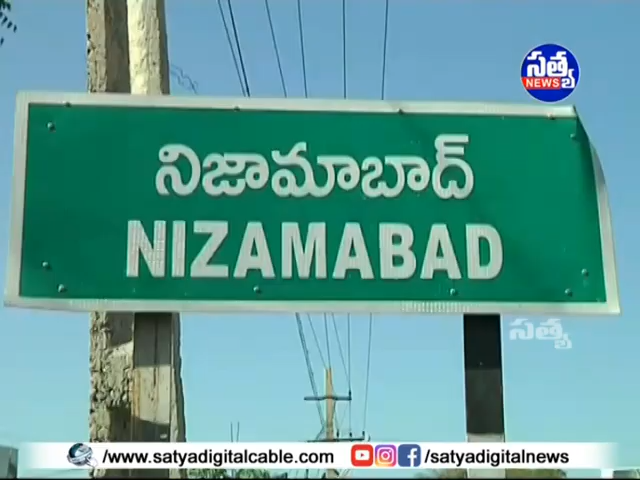 సత్య
NEWS
నిజామాబాద్
NIZAMABAD
సత్య
/www.satyadigitalcable.com/
/satyadigitalnews